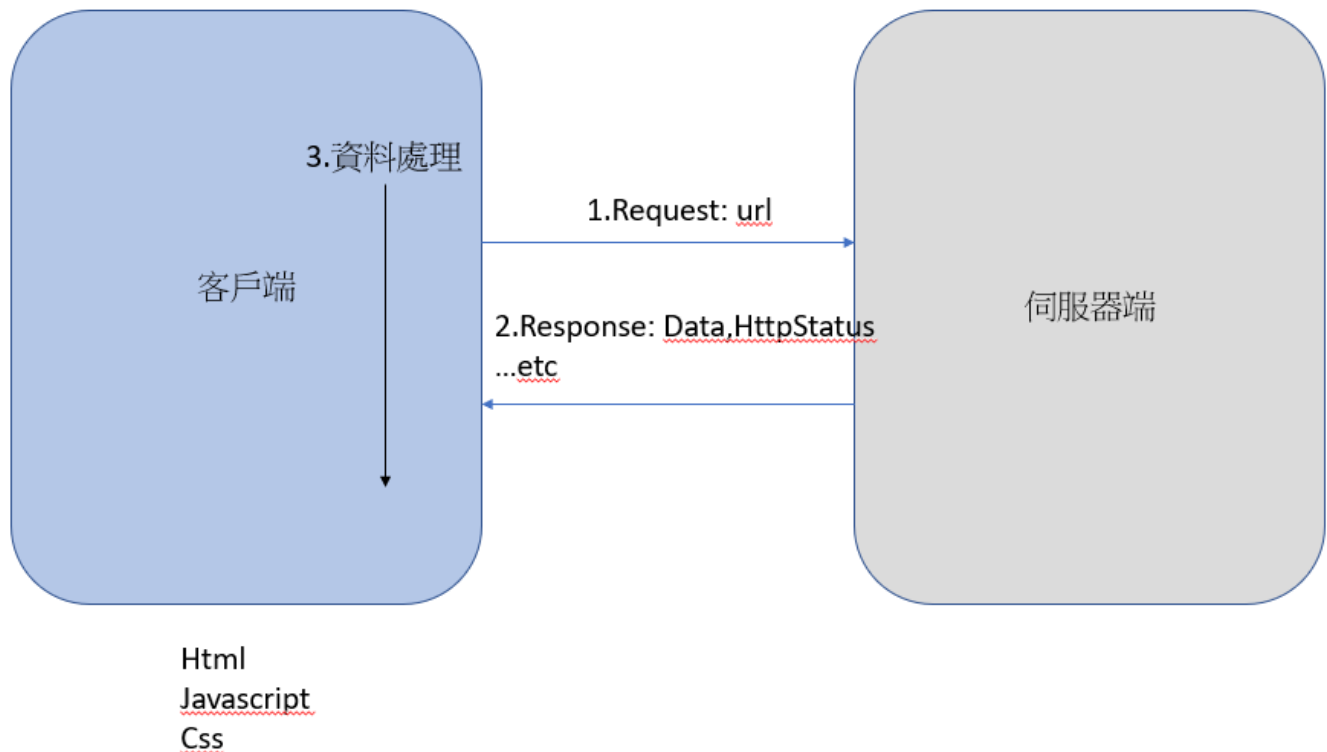 3.資料處理
1.Request: url
客戶端
伺服器端
2.Response: Data,HttpStatus
...etc
Html
Javascript
Css